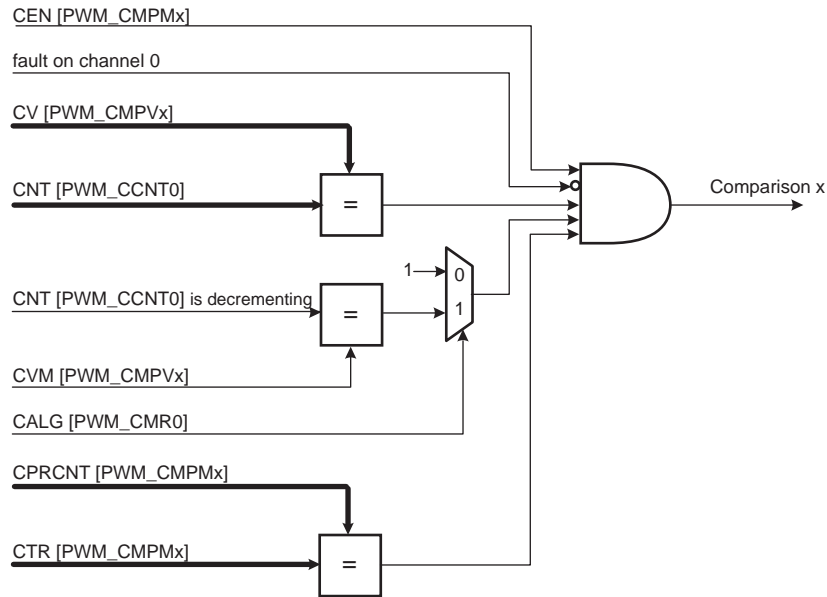 CEN [PWM_CMPMx]
fault on channel 0
CV [PWM_CMPVx]
CNT [PWM_CCNT0]
=
Comparison x
1
0
CNT [PWM_CCNT0] is decrementing
=
1
CVM [PWM_CMPVx]
CALG [PWM_CMR0]
CPRCNT [PWM_CMPMx]
CTR [PWM_CMPMx]
=